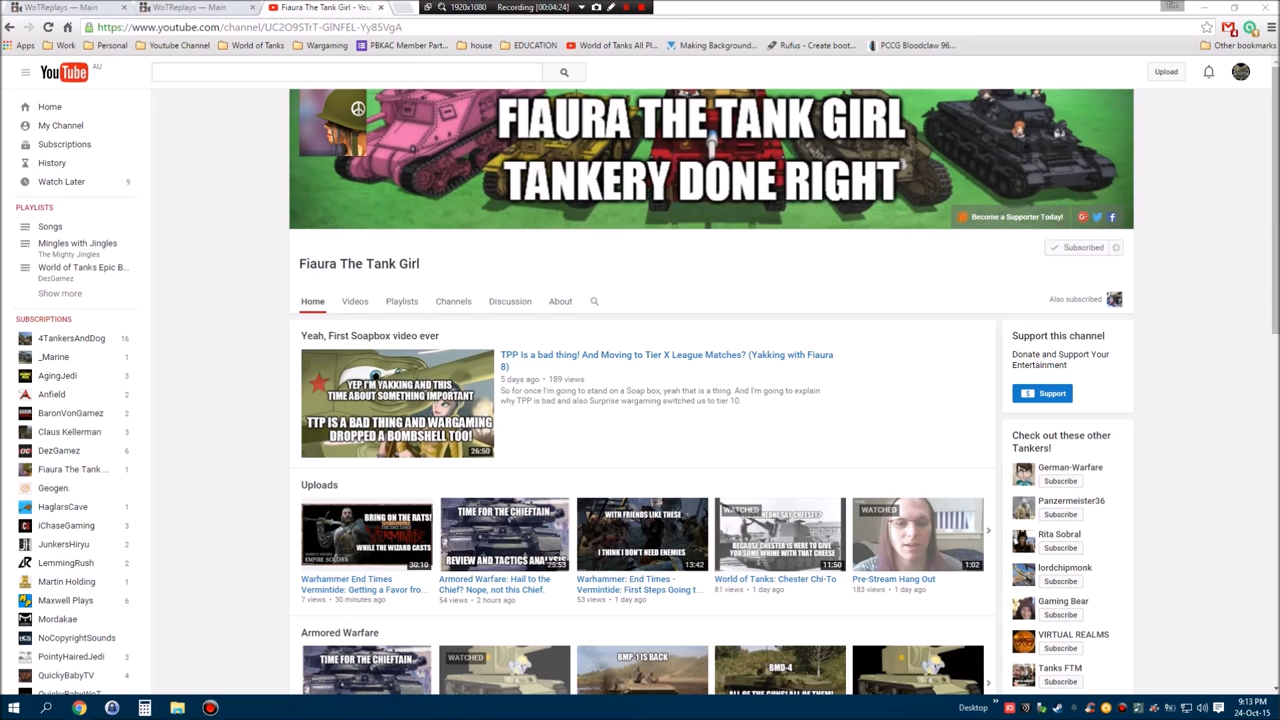 WoTReplays — Main
WoTReplays — Main
Fiaura The Tank Girl - You
1920x1080
Recording [00:04:24]
Tim
https://www.youtube.com/channel/UC2O9STrT-GINFEL-Yy85VgA
Apps
Work
Personal
Youtube Channel
World of Tanks
Wargaming
PBKAC Member Part...
house
EDUCATION
World of Tanks All Pl...
Making Background...
Rufus - Create boot...
PCCG Bloodclaw 96...
Other bookmarks
YouTube AU
Upload
Home
My Channel
Subscriptions
History
Watch Later 9
PLAYLISTS
Songs
Mingles with Jingles
The Mighty Jingles
World of Tanks Epic B...
DezGamez
Show more
SUBSCRIPTIONS
4TankersAndDog 16
_Marine 1
AgingJedi 3
Anfield 2
BaronVonGamez 2
Claus Kellerman 3
DezGamez 6
Fiaura The Tank ... 1
Geogen.
HaglarsCave 1
iChaseGaming 3
JunkersHiryu 2
LemmingRush 2
Martin Holding 2
Maxwell Plays 6
Mordakae
NoCopyrightSounds
PointyHairedJedi 3
QuickyBabyTV 4
QuickyBabyWoT
FIAURA THE TANK GIRL
TANKERY DONE RIGHT
Become a Supporter Today!
Subscribed
Fiaura The Tank Girl
Home
Videos
Playlists
Channels
Discussion
About
Also subscribed
Yeah, First Soapbox video ever
YEP I'M YAKKING AND THIS
TIME ABOUT SOMETHING IMPORTANT
TTP IS A BAD THING AND WARGAMING
DROPPED A BOMBSHELL TOO!
26:50
TPP Is a bad thing! And Moving to Tier X League Matches? (Yakking with Fiaura
8)
5 days ago • 189 views
So for once I'm going to stand on a Soap box, yeah that is a thing. And I'm going to explain
why TPP is bad and also Surprise wargaming switched us to tier 10.
Uploads
BRING ON THE RATS!
WARHAMMER
VERMINTIDE
WHILE THE WIZARD CASTS
EMPIRE SOLDIER
30:10
Warhammer End Times
Vermintide: Getting a Favor fro...
7 views • 30 minutes ago
TIME FOR THE CHIEFTAIN
REVIEW AND TACTICS ANALYSIS
25:53
Armored Warfare: Hail to the
Chief? Nope, not this Chief.
54 views • 2 hours ago
WITH FRIENDS LIKE THESE
I THINK I DON'T NEED ENEMIES
13:42
Warhammer: End Times -
Vermintide: First Steps Going t...
53 views • 1 day ago
WATCHED
SAY CHEESEY?
BECAUSE CHESTER IS HERE TO GIVE
YOU SOME WHINE WITH THAT CHEESE
11:50
World of Tanks: Chester Chi-To
81 views • 1 day ago
WATCHED
1:02
Pre-Stream Hang Out
183 views • 1 day ago
Armored Warfare
TIME FOR THE CHIEFTAIN
WATCHED
BMP-1 IS BACK
BMD-4
ALL OF THE GUNS! ALL OF THEM!
Support this channel
Donate and Support Your
Entertainment
Support
Check out these other
Tankers!
German-Warfare
Subscribe
Panzermeister36
Subscribe
Rita Sobral
Subscribe
lordchipmonk
Subscribe
Gaming Bear
Subscribe
VIRTUAL REALMS
Subscribe
Tanks FTM
Subscribe
Desktop
9:13 PM
24-Oct-15